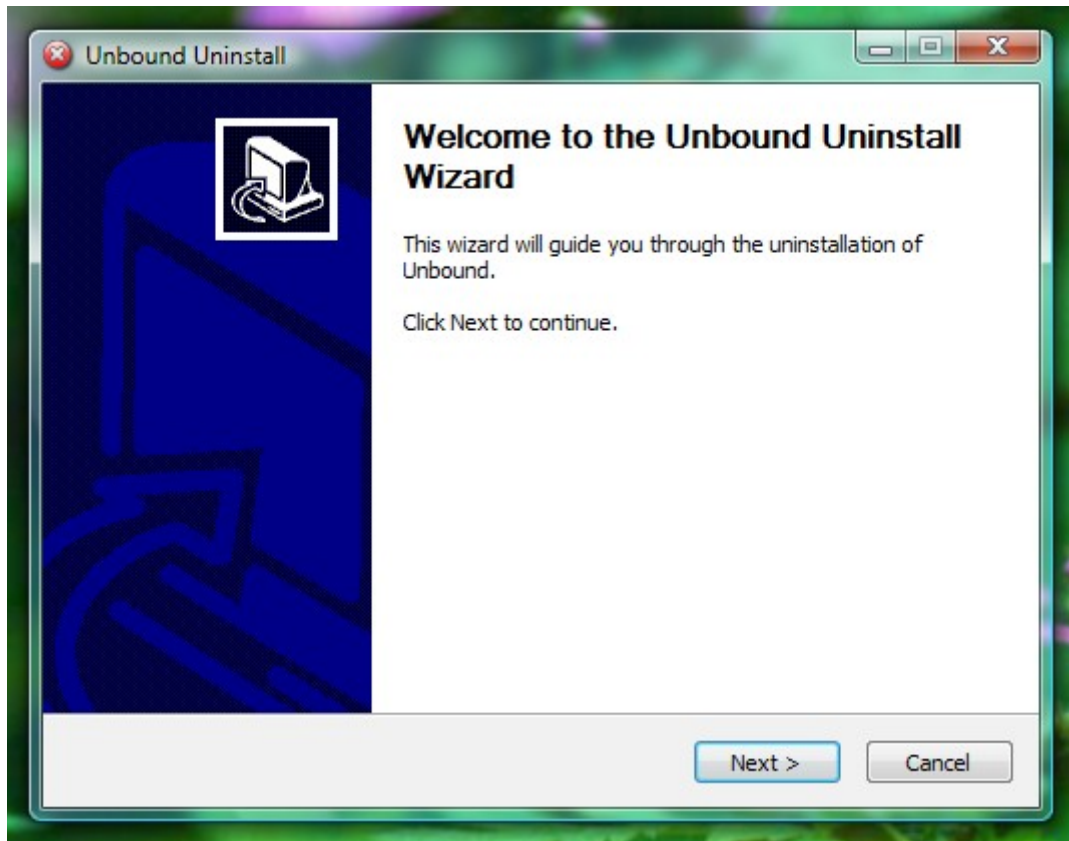 Unbound Uninstall
Welcome to the Unbound Uninstall
Wizard
This wizard will guide you through the uninstallation of
Unbound.
Click Next to continue.
Next >
Cancel